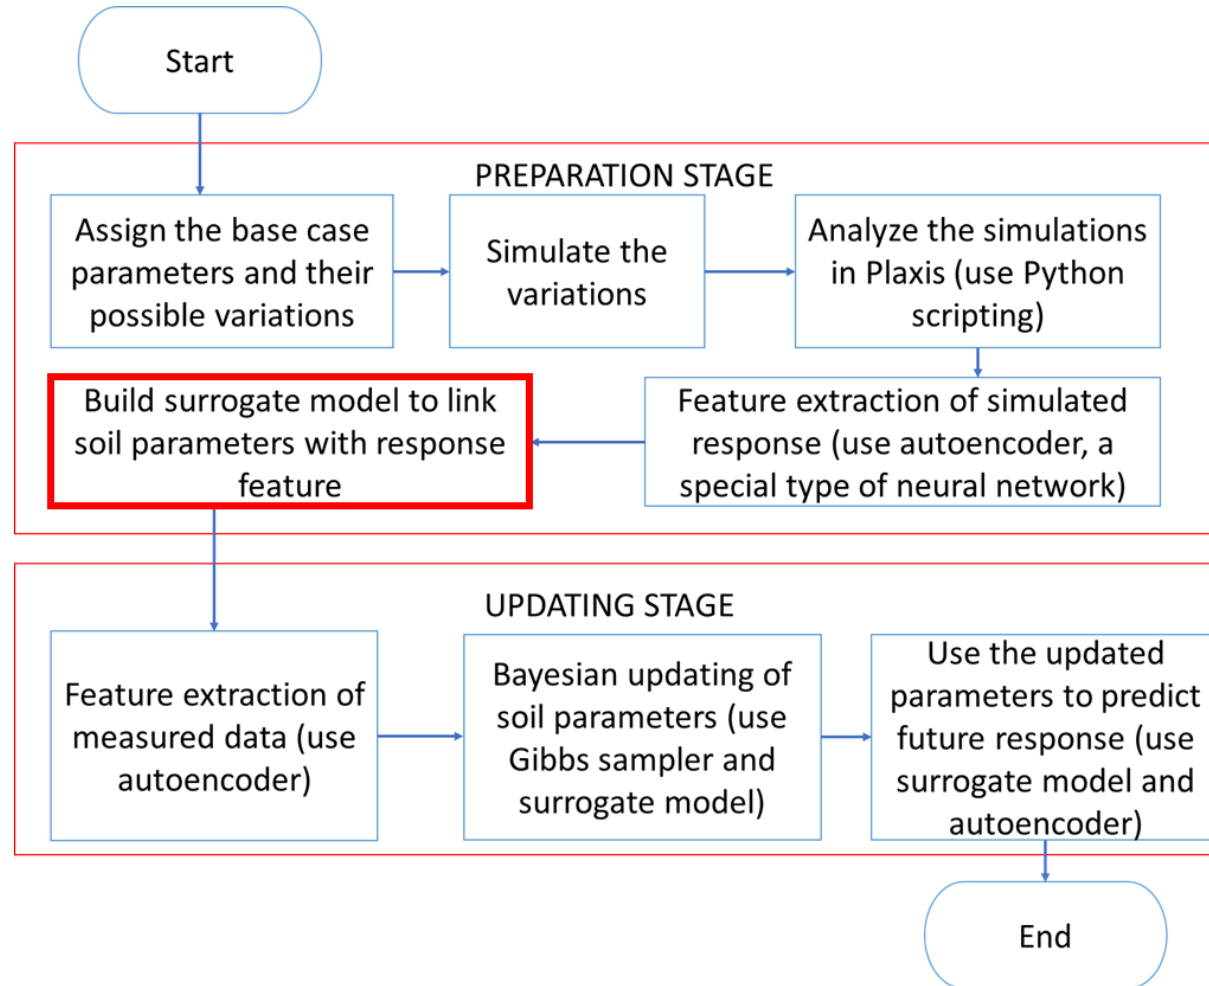 Start
PREPARATION STAGE
Assign the base case
parameters and their
possible variations
Simulate the
variations
Analyze the simulations
in Plaxis (use Python
scripting)
Feature extraction of simulated
response (use autoencoder, a
special type of neural network)
Build surrogate model to link
soil parameters with response
feature
UPDATING STAGE
Feature extraction of
measured data (use
autoencoder)
Bayesian updating of
soil parameters (use
Gibbs sampler and
surrogate model)
Use the updated
parameters to predict
future response (use
surrogate model and
autoencoder)
End